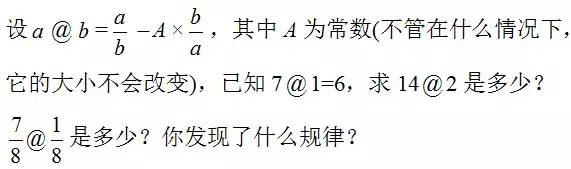 设 a @ b = a/b − A × b/a ，其中 A 为常数(不管在什么情况下，
它的大小不会改变)，已知 7@1=6，求 14@2 是多少？
7/8 @ 1/8 是多少？你发现了什么规律？